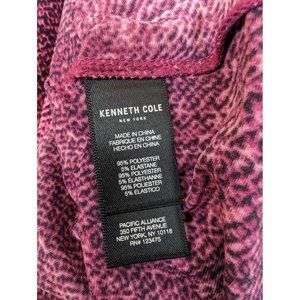 KENNETH COLE
NEW YORK
MADE IN CHINA
FABRIQUE EN CHINE
HECHO EN CHINA
95% POLYESTER
5% ELASTANE
95% POLYESTER
5% ELASTHANNE
95% POLIESTER
5% ELASTICO
PACIFIC ALLIANCE
350 FIFTH AVENUE
NEW YORK, NY 10118
RN# 123475